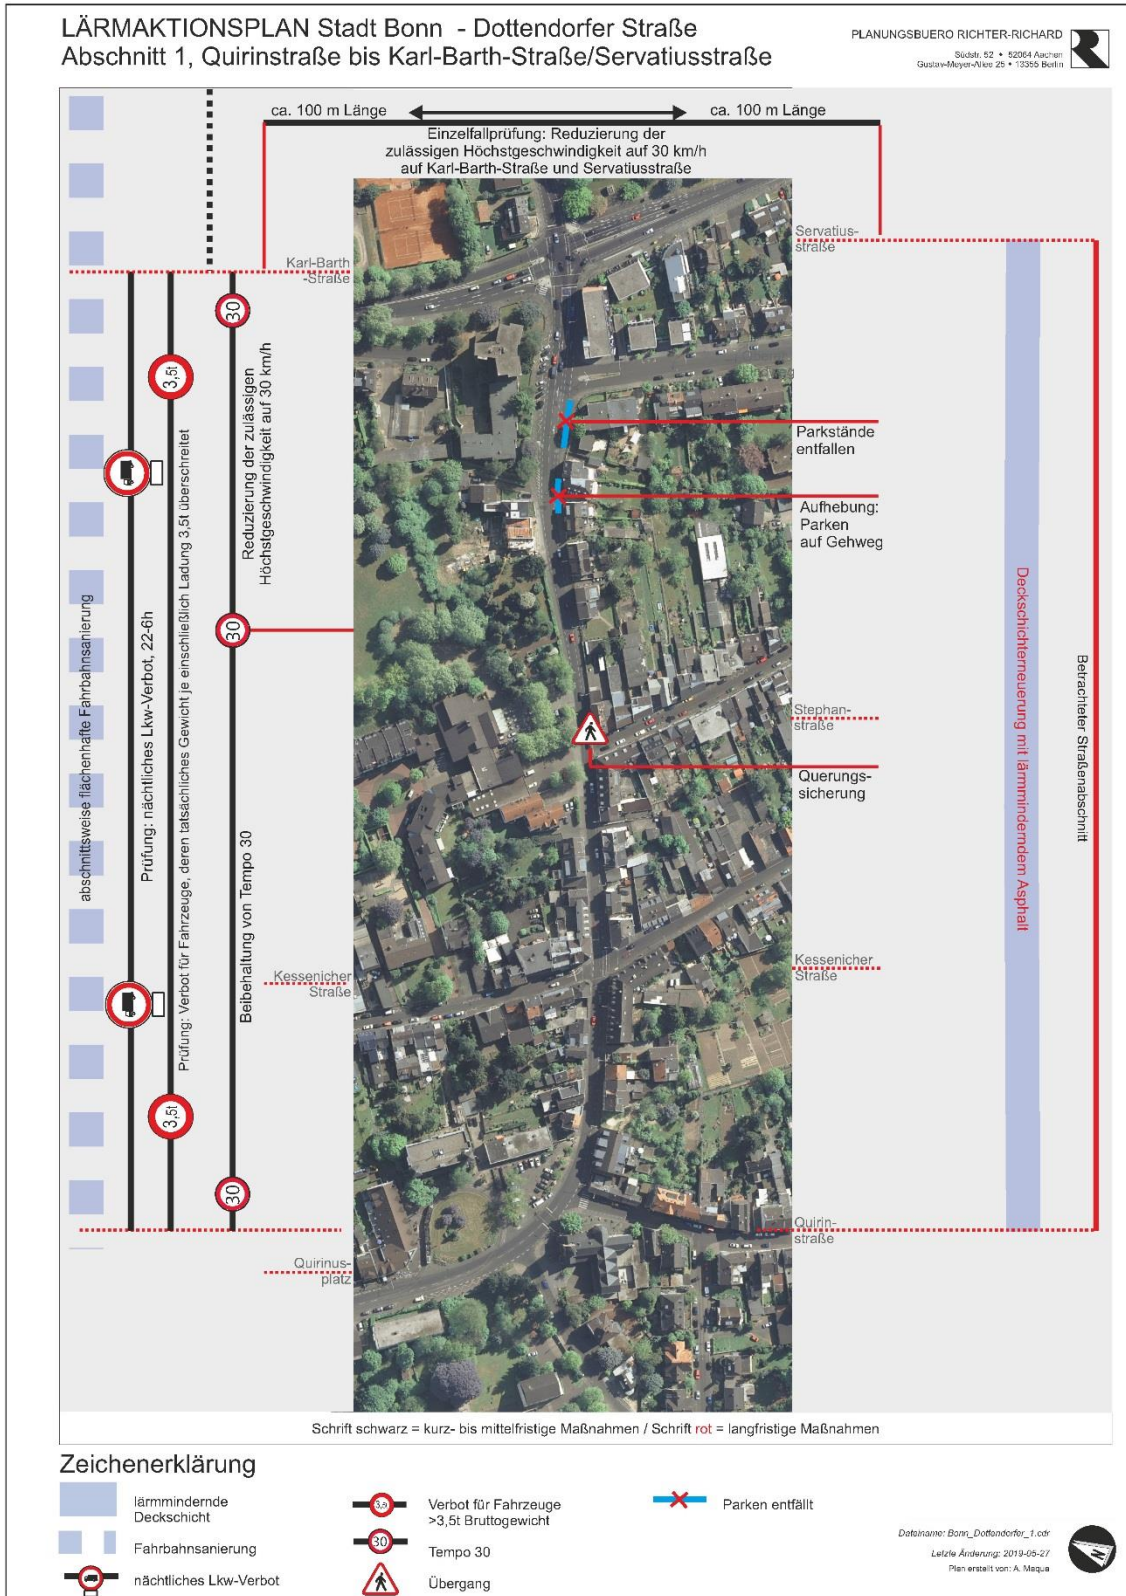 LÄRMAKTIONSPLAN Stadt Bonn - Dottendorfer Straße
Abschnitt 1, Quirinstraße bis Karl-Barth-Straße/Servatiusstraße
PLANUNGSBUERO RICHTER-RICHARD
Südstr. 52 • 52064 Aachen
Gustav-Meyer-Allee 25 • 13355 Berlin
ca. 100 m Länge
ca. 100 m Länge
Einzelfallprüfung: Reduzierung der
zulässigen Höchstgeschwindigkeit auf 30 km/h
auf Karl-Barth-Straße und Servatiusstraße
Karl-Barth
-Straße
Servatius-
straße
30
3,5t
Reduzierung der zulässigen
Höchstgeschwindigkeit auf 30 km/h
Parkstände
entfallen
Aufhebung:
Parken
auf Gehweg
30
abschnittsweise flächenhafte Fahrbahnsanierung
Prüfung: nächtliches Lkw-Verbot, 22-6h
Prüfung: Verbot für Fahrzeuge, deren tatsächliches Gewicht je einschließlich Ladung 3,5t überschreitet
Beibehaltung von Tempo 30
Stephan-
straße
Querungs-
sicherung
Deckschichterneuerung mit lärmminderndem Asphalt
Betrachteter Straßenabschnitt
Kessenicher
Straße
Kessenicher
Straße
3,5t
30
Quirin-
straße
Quirinus-
platz
Schrift schwarz = kurz- bis mittelfristige Maßnahmen / Schrift rot = langfristige Maßnahmen
Zeichenerklärung
lärmmindernde
Deckschicht
Fahrbahnsanierung
nächtliches Lkw-Verbot
3,5
Verbot für Fahrzeuge
>3,5t Bruttogewicht
30
Tempo 30
Übergang
Parken entfällt
Dateiname: Bonn_Dottendorfer_1.cdr
Letzte Änderung: 2019-05-27
Plan erstellt von: A. Maqua
N